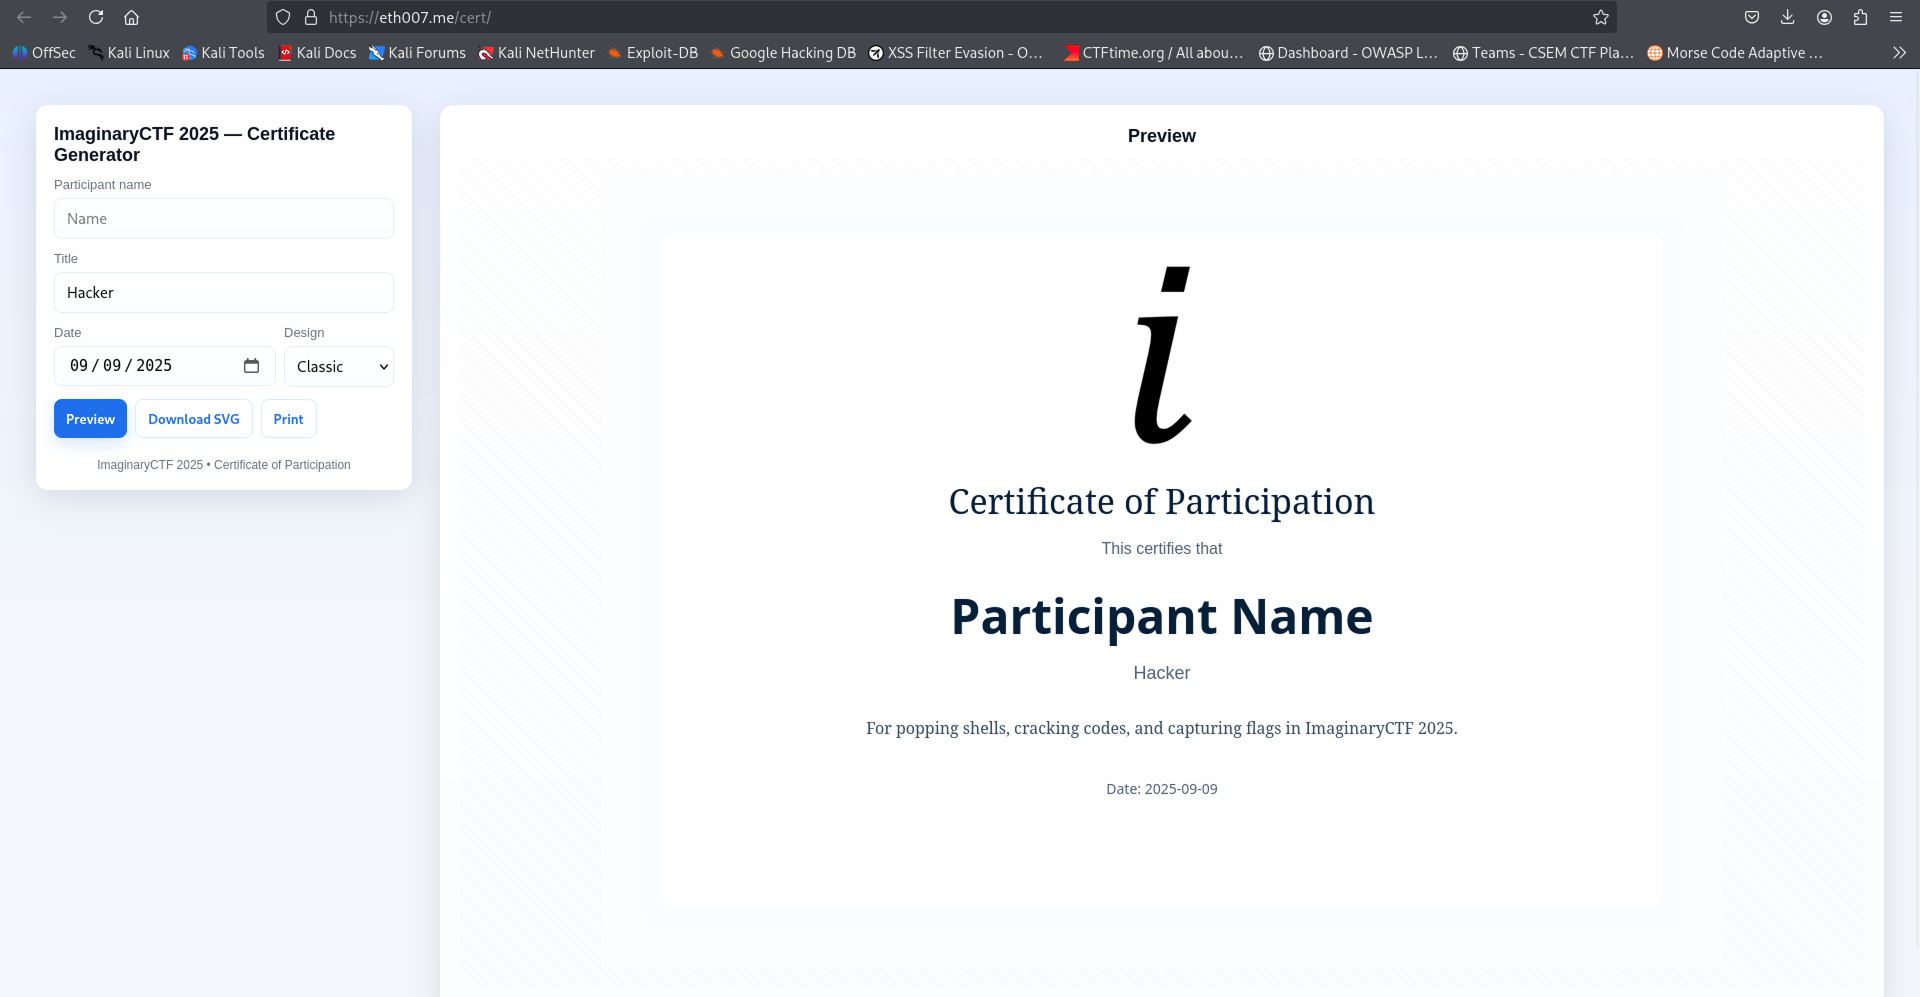 https://eth007.me/cert/
OffSec Kali Linux Kali Tools Kali Docs Kali Forums Kali NetHunter Exploit-DB Google Hacking DB XSS Filter Evasion - O… CTFtime.org / All abou… Dashboard - OWASP L… Teams - CSEM CTF Pla… Morse Code Adaptive …
ImaginaryCTF 2025 — Certificate
Generator
Participant name
Name
Title
Hacker
Date Design
09 / 09 / 2025 Classic
Preview Download SVG Print
ImaginaryCTF 2025 • Certificate of Participation
Preview
i
Certificate of Participation
This certifies that
Participant Name
Hacker
For popping shells, cracking codes, and capturing flags in ImaginaryCTF 2025.
Date: 2025-09-09